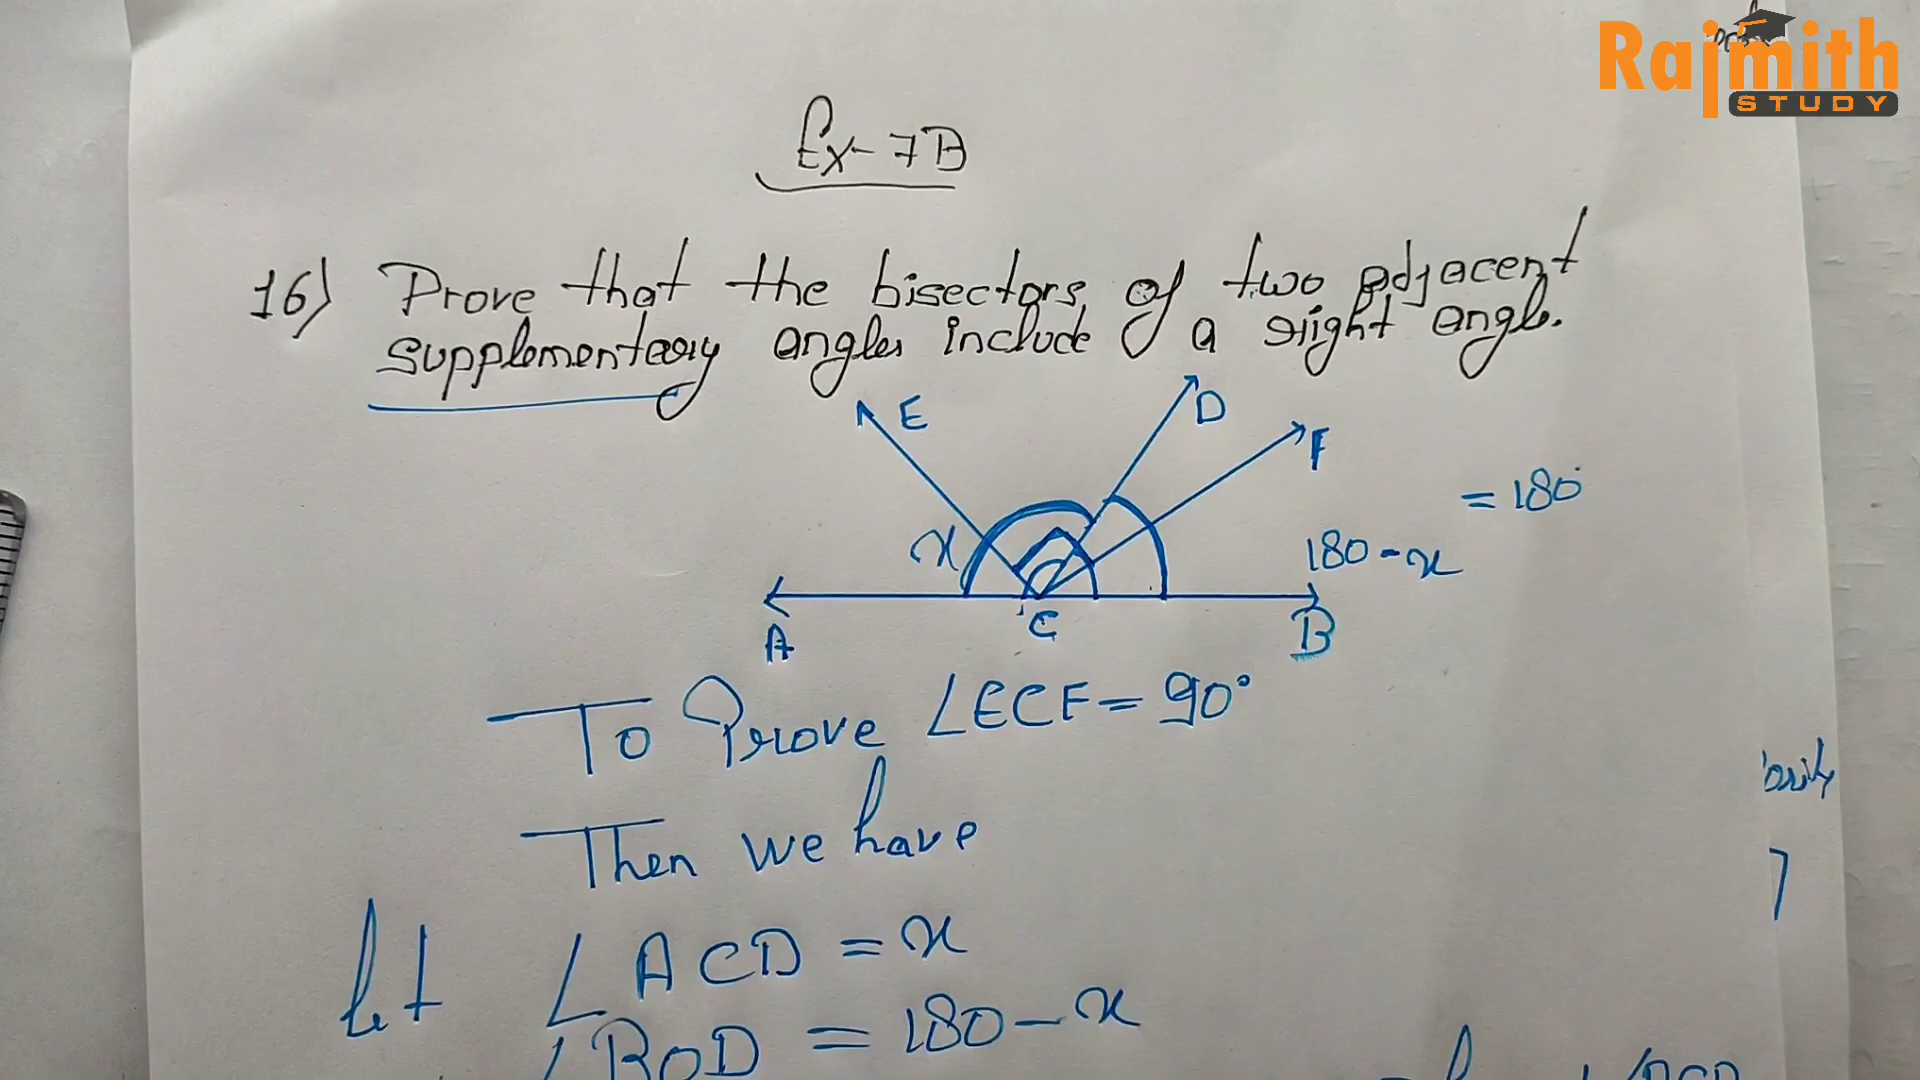 Rajmith
STUDY
Ex-7B
16) Prove that the bisectors of two adjacent
supplementary angles include a right angle.
E
D
F
= 180°
x
180-x
A
C
B
To Prove ∠ECF = 90°
Then we have
let ∠ACD = x
∠BOD = 180-x